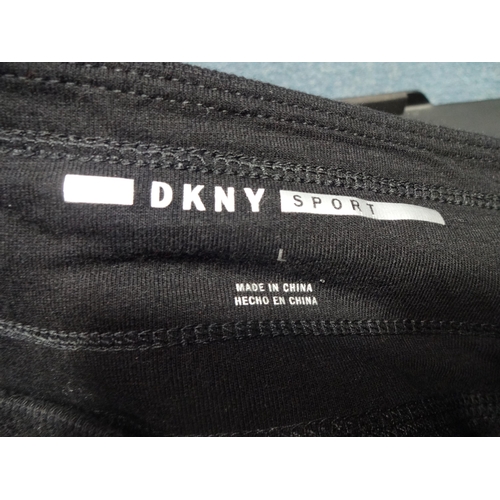 DKNY SPORT
L
MADE IN CHINA
HECHO EN CHINA